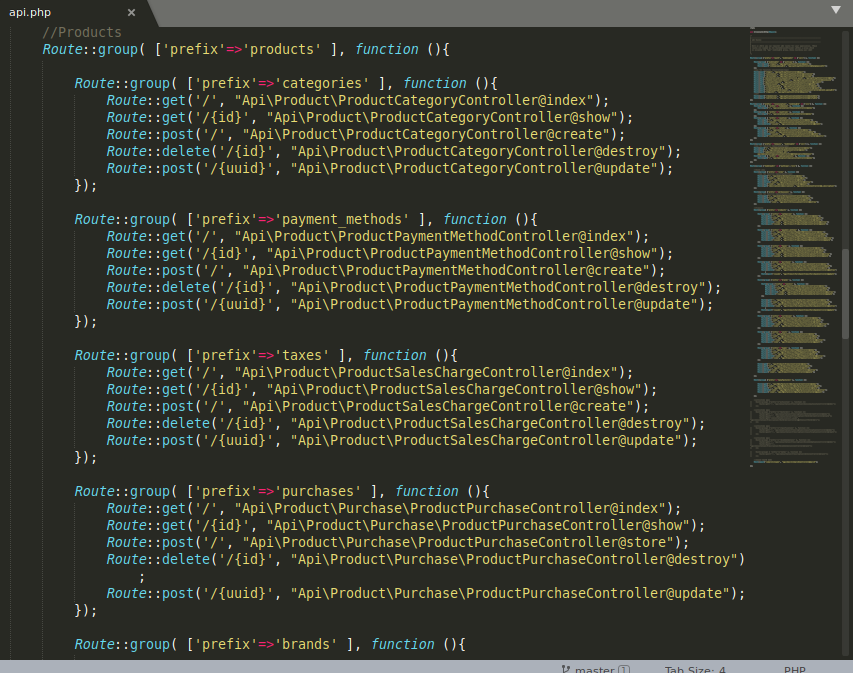 api.php ×
//Products
Route::group( ['prefix'=>'products' ], function (){
Route::group( ['prefix'=>'categories' ], function (){
Route::get('/', "Api\Product\ProductCategoryController@index");
Route::get('/{id}', "Api\Product\ProductCategoryController@show");
Route::post('/', "Api\Product\ProductCategoryController@create");
Route::delete('/{id}', "Api\Product\ProductCategoryController@destroy");
Route::post('/{uuid}', "Api\Product\ProductCategoryController@update");
});
Route::group( ['prefix'=>'payment_methods' ], function (){
Route::get('/', "Api\Product\ProductPaymentMethodController@index");
Route::get('/{id}', "Api\Product\ProductPaymentMethodController@show");
Route::post('/', "Api\Product\ProductPaymentMethodController@create");
Route::delete('/{id}', "Api\Product\ProductPaymentMethodController@destroy");
Route::post('/{uuid}', "Api\Product\ProductPaymentMethodController@update");
});
Route::group( ['prefix'=>'taxes' ], function (){
Route::get('/', "Api\Product\ProductSalesChargeController@index");
Route::get('/{id}', "Api\Product\ProductSalesChargeController@show");
Route::post('/', "Api\Product\ProductSalesChargeController@create");
Route::delete('/{id}', "Api\Product\ProductSalesChargeController@destroy");
Route::post('/{uuid}', "Api\Product\ProductSalesChargeController@update");
});
Route::group( ['prefix'=>'purchases' ], function (){
Route::get('/', "Api\Product\Purchase\ProductPurchaseController@index");
Route::get('/{id}', "Api\Product\Purchase\ProductPurchaseController@show");
Route::post('/', "Api\Product\Purchase\ProductPurchaseController@store");
Route::delete('/{id}', "Api\Product\Purchase\ProductPurchaseController@destroy")
;
Route::post('/{uuid}', "Api\Product\Purchase\ProductPurchaseController@update");
});
Route::group( ['prefix'=>'brands' ], function (){
master 1 Tab Size: 4 PHP